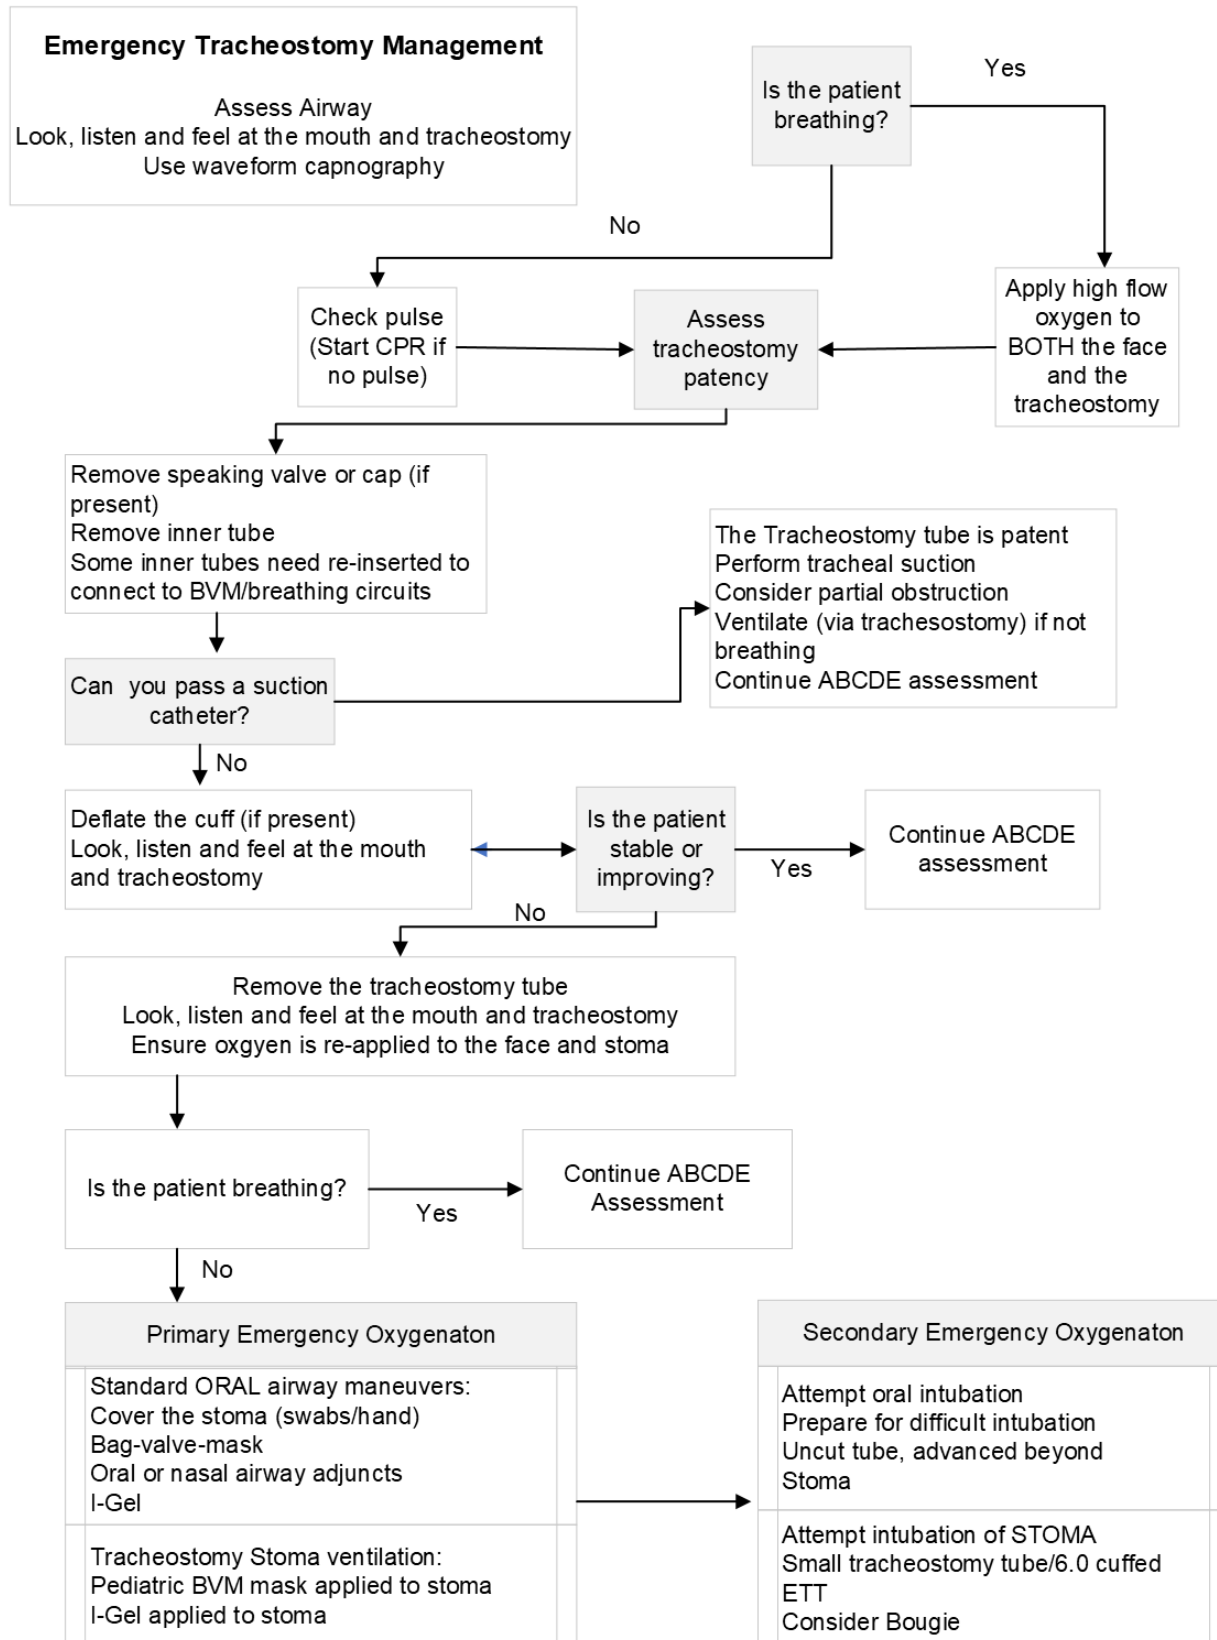 Emergency Tracheostomy Management
Assess Airway
Look, listen and feel at the mouth and tracheostomy
Use waveform capnography
Is the patient
breathing?
Yes
No
Check pulse
(Start CPR if
no pulse)
Assess
tracheostomy
patency
Apply high flow
oxygen to
BOTH the face
and the
tracheostomy
Remove speaking valve or cap (if
present)
Remove inner tube
Some inner tubes need re-inserted to
connect to BVM/breathing circuits
The Tracheostomy tube is patent
Perform tracheal suction
Consider partial obstruction
Ventilate (via trachesostomy) if not
breathing
Continue ABCDE assessment
Can you pass a suction
catheter?
No
Deflate the cuff (if present)
Look, listen and feel at the mouth
and tracheostomy
Is the patient
stable or
improving?
Yes
Continue ABCDE
assessment
No
Remove the tracheostomy tube
Look, listen and feel at the mouth and tracheostomy
Ensure oxgyen is re-applied to the face and stoma
Is the patient breathing?
Yes
Continue ABCDE
Assessment
No
Primary Emergency Oxygenaton
Standard ORAL airway maneuvers:
Cover the stoma (swabs/hand)
Bag-valve-mask
Oral or nasal airway adjuncts
I-Gel
Tracheostomy Stoma ventilation:
Pediatric BVM mask applied to stoma
I-Gel applied to stoma
Secondary Emergency Oxygenaton
Attempt oral intubation
Prepare for difficult intubation
Uncut tube, advanced beyond
Stoma
Attempt intubation of STOMA
Small tracheostomy tube/6.0 cuffed
ETT
Consider Bougie